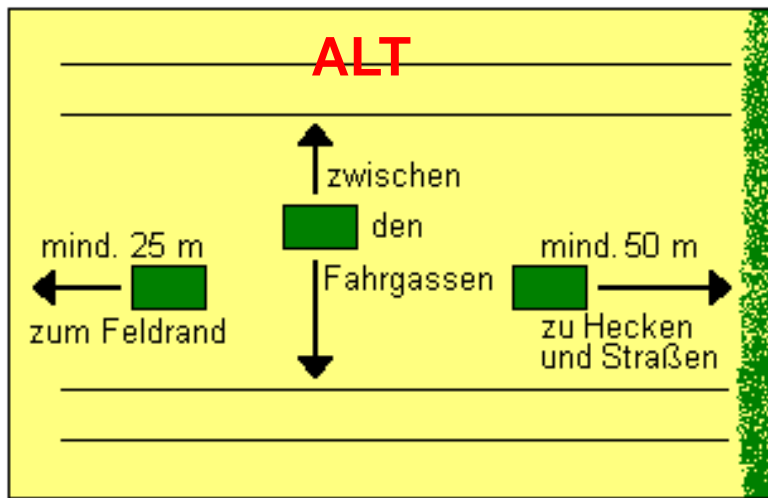 ALT
zwischen
den
Fahrgassen
mind. 25 m
zum Feldrand
mind. 50 m
zu Hecken
und Straßen